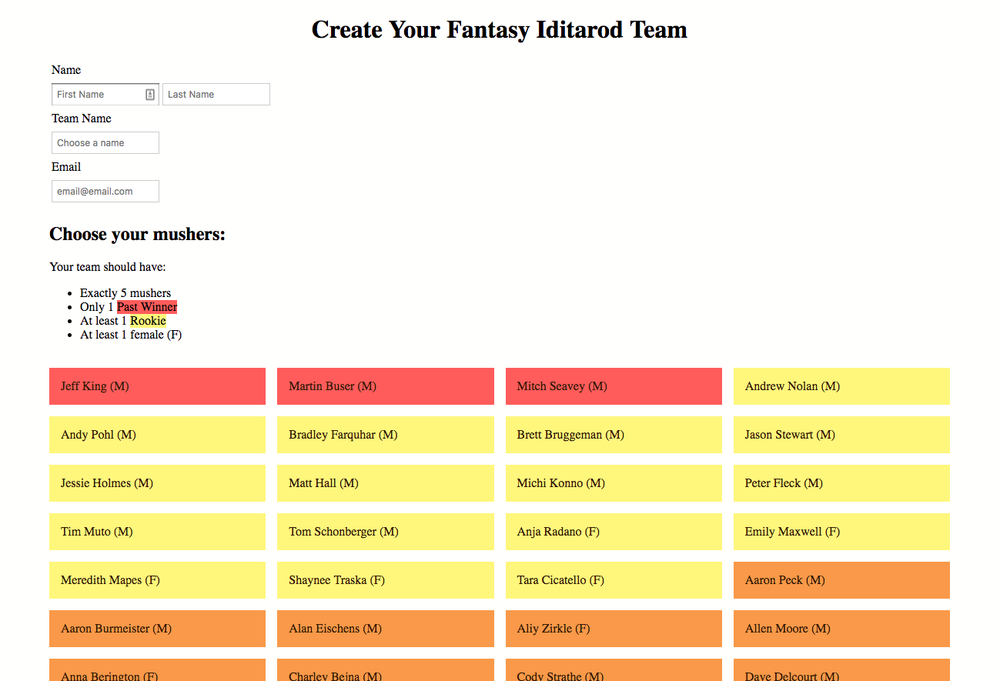 Create Your Fantasy Iditarod Team
Name
First Name Last Name
Team Name
Choose a name
Email
email@email.com
Choose your mushers:
Your team should have:
Exactly 5 mushers
Only 1 Past Winner
At least 1 Rookie
At least 1 female (F)
Jeff King (M) Martin Buser (M) Mitch Seavey (M) Andrew Nolan (M)
Andy Pohl (M) Bradley Farquhar (M) Brett Bruggeman (M) Jason Stewart (M)
Jessie Holmes (M) Matt Hall (M) Michi Konno (M) Peter Fleck (M)
Tim Muto (M) Tom Schonberger (M) Anja Radano (F) Emily Maxwell (F)
Meredith Mapes (F) Shaynee Traska (F) Tara Cicatello (F) Aaron Peck (M)
Aaron Burmeister (M) Alan Eischens (M) Aliy Zirkle (F) Allen Moore (M)
Anna Berington (F) Charley Bejna (M) Cody Strathe (M) Dave Delcourt (M)